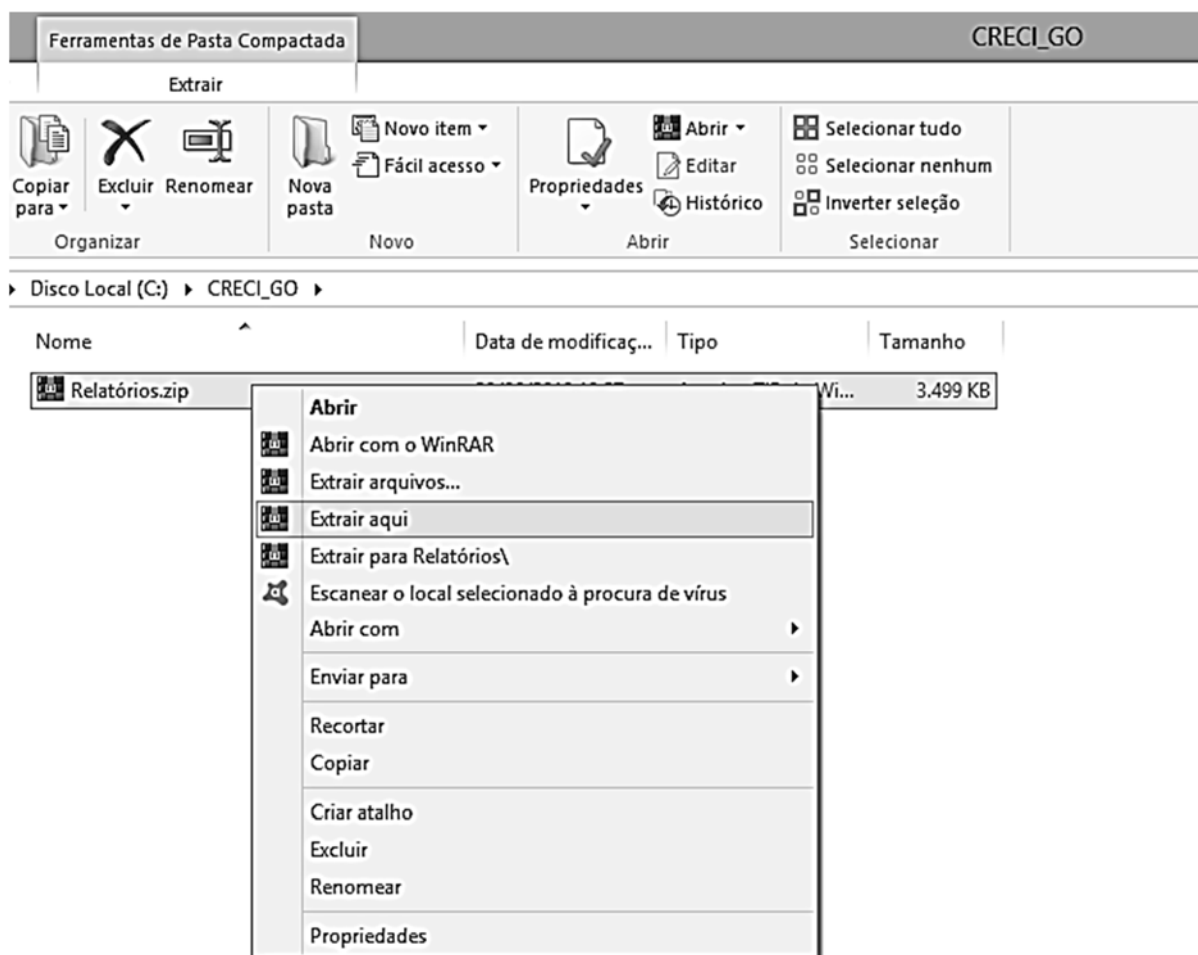 Ferramentas de Pasta Compactada
CRECI_GO
Extrair
Copiar para
Excluir
Renomear
Nova pasta
Novo item
Fácil acesso
Propriedades
Abrir
Editar
Histórico
Selecionar tudo
Selecionar nenhum
Inverter seleção
Organizar
Novo
Abrir
Selecionar
Disco Local (C:) CRECI_GO
Nome
Data de modificaç...
Tipo
Tamanho
Relatórios.zip
Wi...
3.499 KB
Abrir
Abrir com o WinRAR
Extrair arquivos...
Extrair aqui
Extrair para Relatórios\
Escanear o local selecionado à procura de vírus
Abrir com
Enviar para
Recortar
Copiar
Criar atalho
Excluir
Renomear
Propriedades